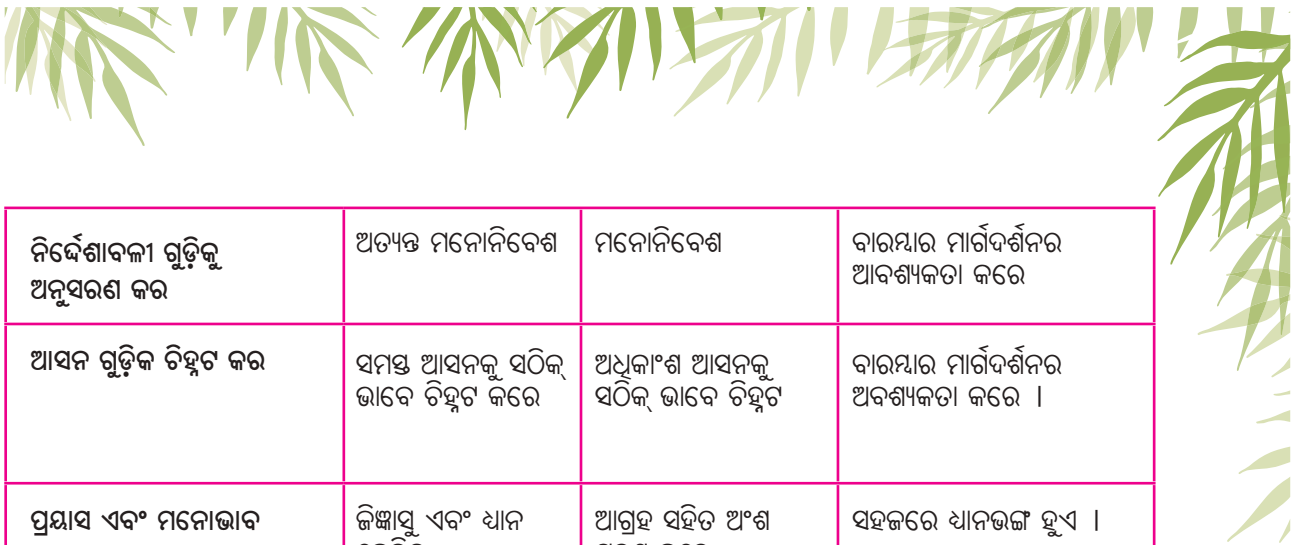 ନିର୍ଦ୍ଦେଶାବଳୀ ଗୁଡ଼ିକୁ
ଅନୁସରଣ କର
ଅତ୍ୟନ୍ତ ମନୋନିବେଶ
ମନୋନିବେଶ
ବାରମ୍ୱାର ମାର୍ଗଦର୍ଶନର
ଆବଶ୍ୟକତା କରେ
ଆସନ ଗୁଡ଼ିକ ଚିହ୍ନଟ କର
ସମସ୍ତ ଆସନକୁ ସଠିକ୍
ଭାବେ ଚିହ୍ନଟ କରେ
ଅଧିକାଂଶ ଆସନକୁ
ସଠିକ୍ ଭାବେ ଚିହ୍ନଟ
ବାରମ୍ୱାର ମାର୍ଗଦର୍ଶନର
ଅବଶ୍ୟକତା କରେ ।
ପ୍ରୟାସ ଏବଂ ମନୋଭାବ
ଜିଜ୍ଞାସୁ ଏବଂ ଧ୍ୟାନ
ଆଗ୍ରହ ସହିତ ଅଂଶ
ସହଜରେ ଧ୍ୟାନଭଙ୍ଗ ହୁଏ ।